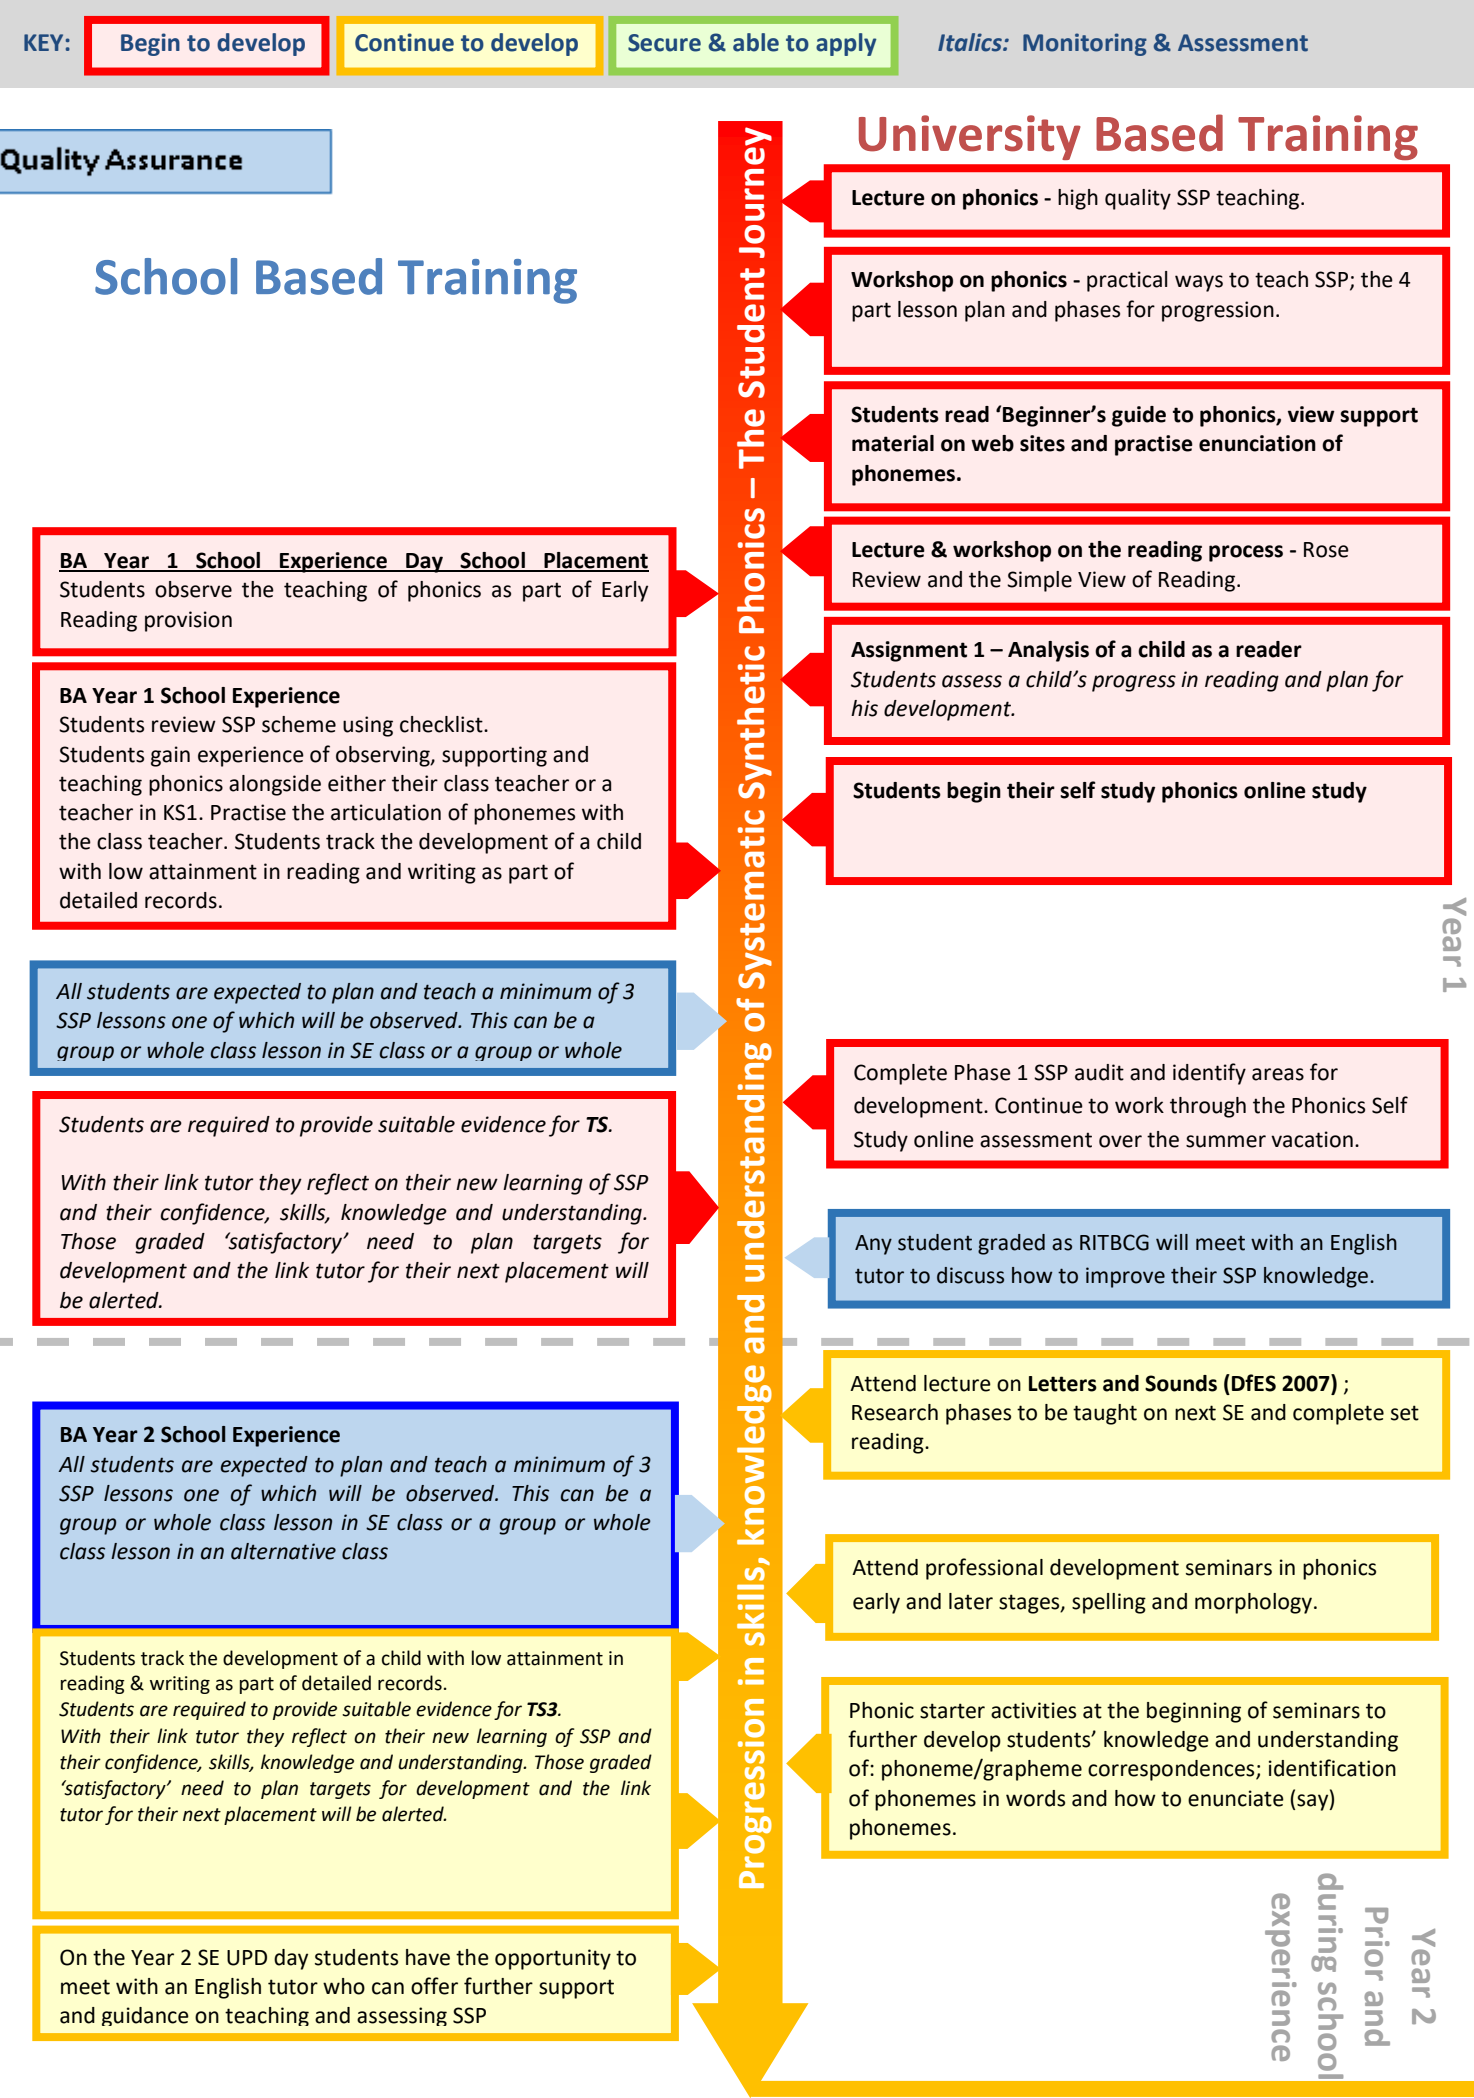 KEY:
Begin to develop
Continue to develop
Secure & able to apply
Italics: Monitoring & Assessment
Quality Assurance
School Based Training
University Based Training
Progression in skills, knowledge and understanding of Systematic Synthetic Phonics – The Student Journey
Lecture on phonics - high quality SSP teaching.
Workshop on phonics - practical ways to teach SSP; the 4
part lesson plan and phases for progression.
Students read ‘Beginner’s guide to phonics, view support
material on web sites and practise enunciation of
phonemes.
Lecture & workshop on the reading process - Rose
Review and the Simple View of Reading.
Assignment 1 – Analysis of a child as a reader
Students assess a child’s progress in reading and plan for
his development.
Students begin their self study phonics online study
BA Year 1 School Experience Day School Placement
Students observe the teaching of phonics as part of Early
Reading provision
BA Year 1 School Experience
Students review SSP scheme using checklist.
Students gain experience of observing, supporting and
teaching phonics alongside either their class teacher or a
teacher in KS1. Practise the articulation of phonemes with
the class teacher. Students track the development of a child
with low attainment in reading and writing as part of
detailed records.
Year 1
All students are expected to plan and teach a minimum of 3
SSP lessons one of which will be observed. This can be a
group or whole class lesson in SE class or a group or whole
Complete Phase 1 SSP audit and identify areas for
development. Continue to work through the Phonics Self
Study online assessment over the summer vacation.
Students are required to provide suitable evidence for TS.
With their link tutor they reflect on their new learning of SSP
and their confidence, skills, knowledge and understanding.
Those graded ‘satisfactory’ need to plan targets for
development and the link tutor for their next placement will
be alerted.
Any student graded as RITBCG will meet with an English
tutor to discuss how to improve their SSP knowledge.
Attend lecture on Letters and Sounds (DfES 2007) ;
Research phases to be taught on next SE and complete set
reading.
BA Year 2 School Experience
All students are expected to plan and teach a minimum of 3
SSP lessons one of which will be observed. This can be a
group or whole class lesson in SE class or a group or whole
class lesson in an alternative class
Attend professional development seminars in phonics
early and later stages, spelling and morphology.
Students track the development of a child with low attainment in
reading & writing as part of detailed records.
Students are required to provide suitable evidence for TS3.
With their link tutor they reflect on their new learning of SSP and
their confidence, skills, knowledge and understanding. Those graded
‘satisfactory’ need to plan targets for development and the link
tutor for their next placement will be alerted.
Phonic starter activities at the beginning of seminars to
further develop students’ knowledge and understanding
of: phoneme/grapheme correspondences; identification
of phonemes in words and how to enunciate (say)
phonemes.
On the Year 2 SE UPD day students have the opportunity to
meet with an English tutor who can offer further support
and guidance on teaching and assessing SSP
Year 2
Prior and
during school
experience